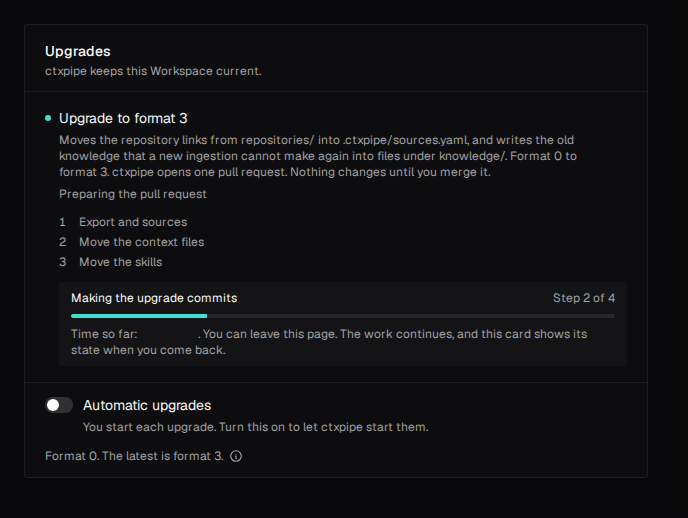 Upgrades
ctxpipe keeps this Workspace current.
Upgrade to format 3
Moves the repository links from repositories/ into .ctxpipe/sources.yaml, and writes the old
knowledge that a new ingestion cannot make again into files under knowledge/. Format 0 to
format 3. ctxpipe opens one pull request. Nothing changes until you merge it.
Preparing the pull request
1 Export and sources
2 Move the context files
3 Move the skills
Making the upgrade commits
Step 2 of 4
Time so far: . You can leave this page. The work continues, and this card shows its
state when you come back.
Automatic upgrades
You start each upgrade. Turn this on to let ctxpipe start them.
Format 0. The latest is format 3.